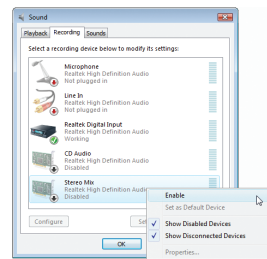 Sound
Playback Recording Sounds
Select a recording device below to modify its settings:
Microphone
Realtek High Definition Audio
Not plugged in
Line In
Realtek High Definition Audio
Not plugged in
Realtek Digital Input
Realtek High Definition Audio
Working
CD Audio
Realtek High Definition Audio
Disabled
Stereo Mix
Realtek High Definition Audio
Disabled
Enable
Set as Default Device
Show Disabled Devices
Show Disconnected Devices
Properties...
Configure
Set
OK